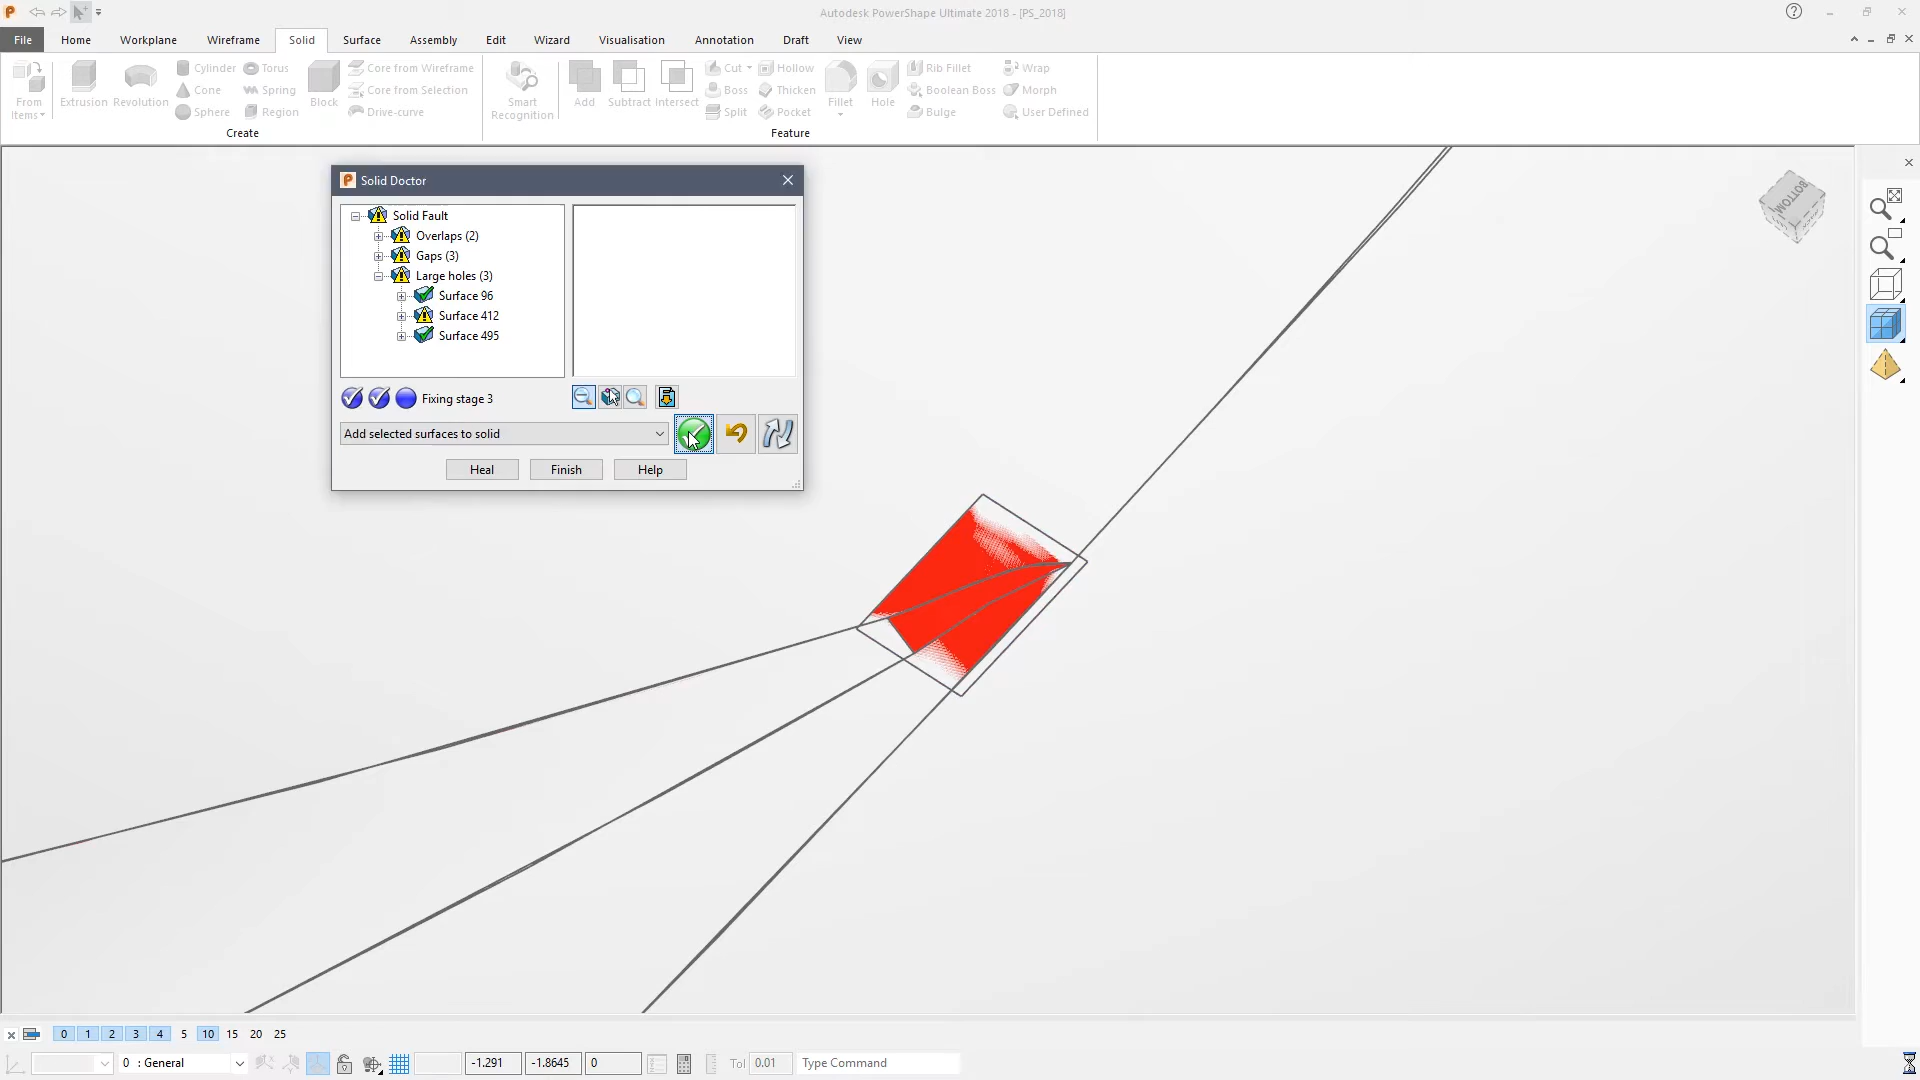 Autodesk PowerShape Ultimate 2018 - [PS_2018]
File Home Workplane Wireframe Solid Surface Assembly Edit Wizard Visualisation Annotation Draft View
From Items
Extrusion
Revolution
Cylinder
Cone
Sphere
Torus
Spring
Region
Block
Core from Wireframe
Core from Selection
Drive-curve
Create
Smart Recognition
Add
Subtract
Intersect
Cut
Boss
Split
Hollow
Thicken
Pocket
Fillet
Hole
Rib Fillet
Boolean Boss
Bulge
Wrap
Morph
User Defined
Feature
BOTTOM
Solid Doctor
Solid Fault
Overlaps (2)
Gaps (3)
Large holes (3)
Surface 96
Surface 412
Surface 495
Fixing stage 3
Add selected surfaces to solid
Heal Finish Help
0 1 2 3 4 5 10 15 20 25
0 : General -1.291 -1.8645 0 Tol 0.01 Type Command